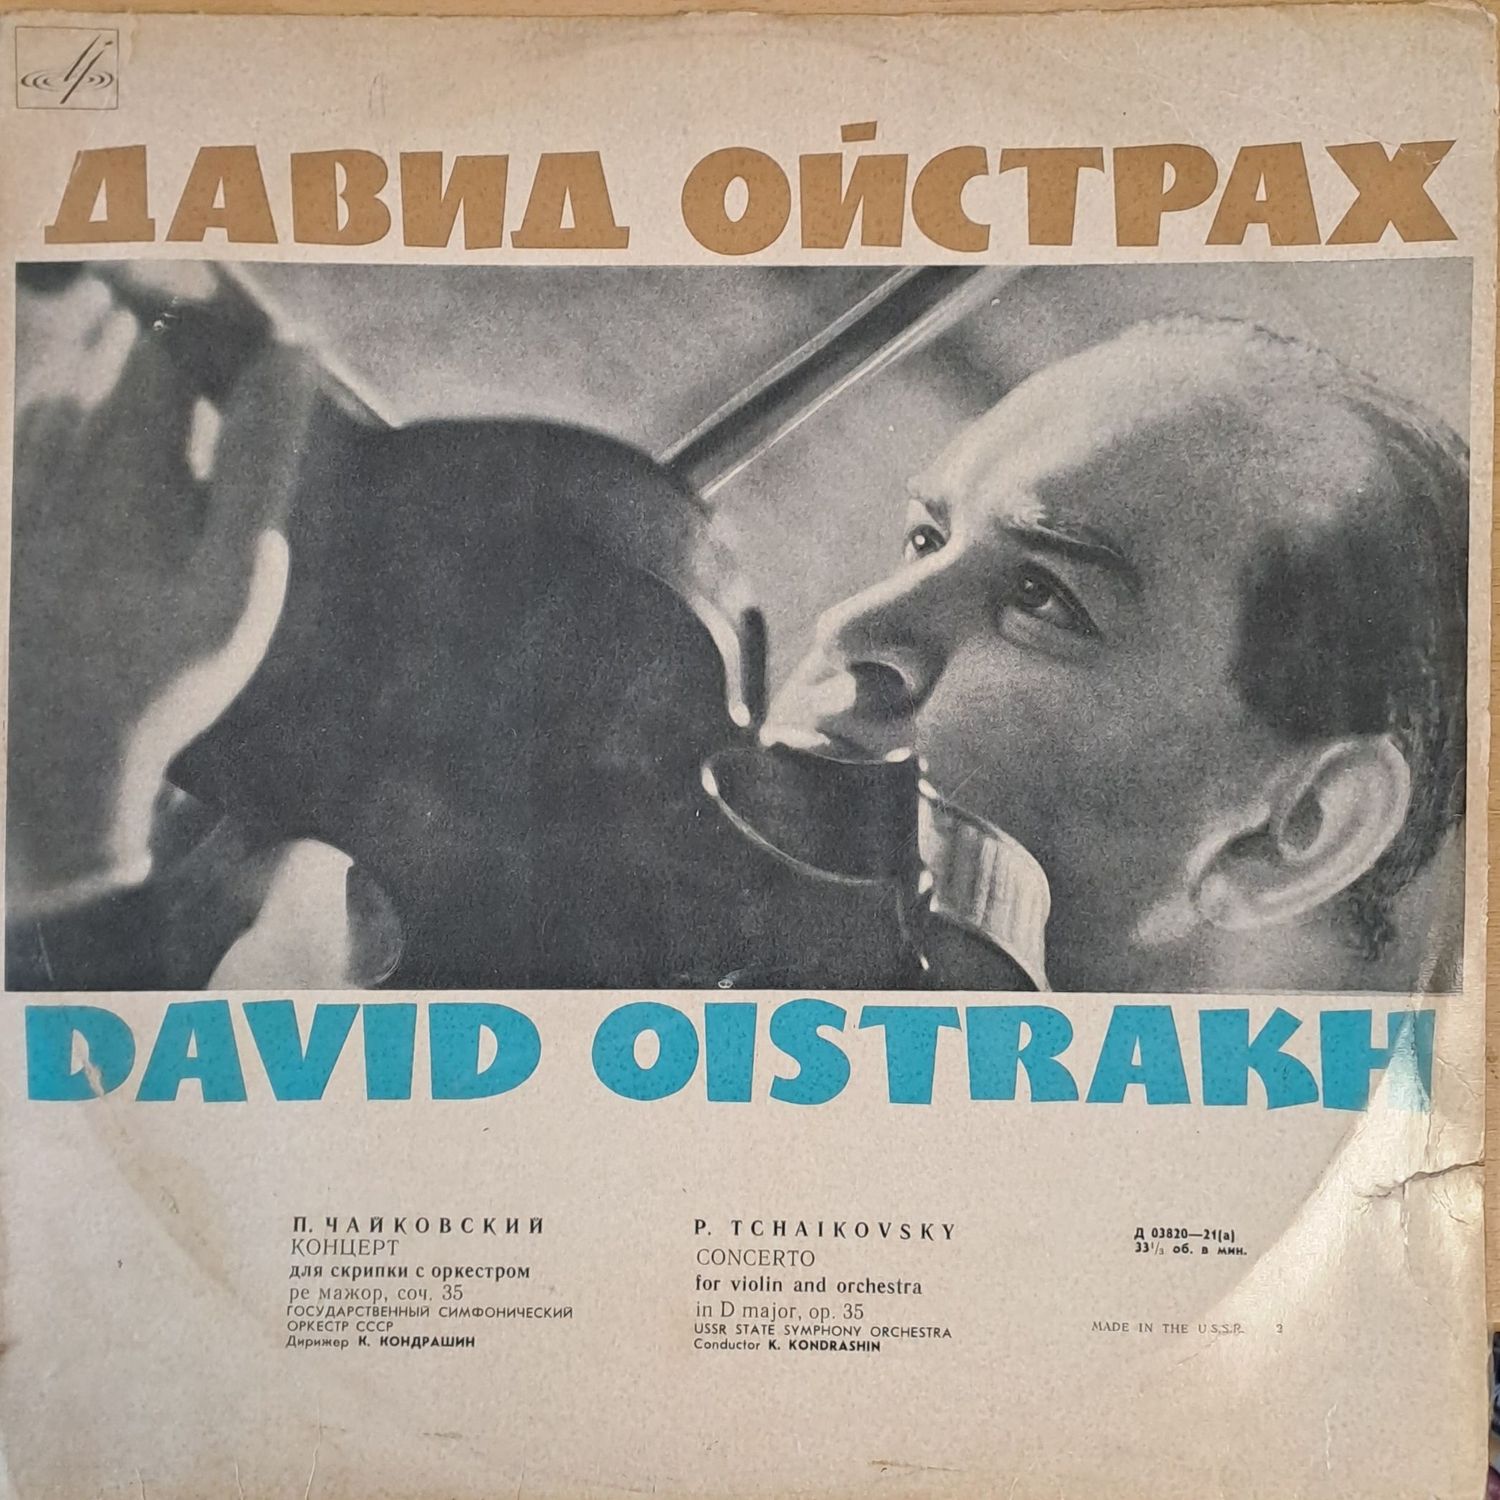 ДАВИД ОЙСТРАХ
DAVID OISTRAKH
П. ЧАЙКОВСКИЙ
КОНЦЕРТ
для скрипки с оркестром
ре мажор, соч. 35
ГОСУДАРСТВЕННЫЙ СИМФОНИЧЕСКИЙ
ОРКЕСТР СССР
Дирижер К. КОНДРАШИН
P. TCHAIKOVSKY
CONCERTO
for violin and orchestra
in D major, op. 35
USSR STATE SYMPHONY ORCHESTRA
Conductor K. KONDRASHIN
Д 03820—21(а)
33⅓ об. в мин.
MADE IN THE U.S.S.R. 3